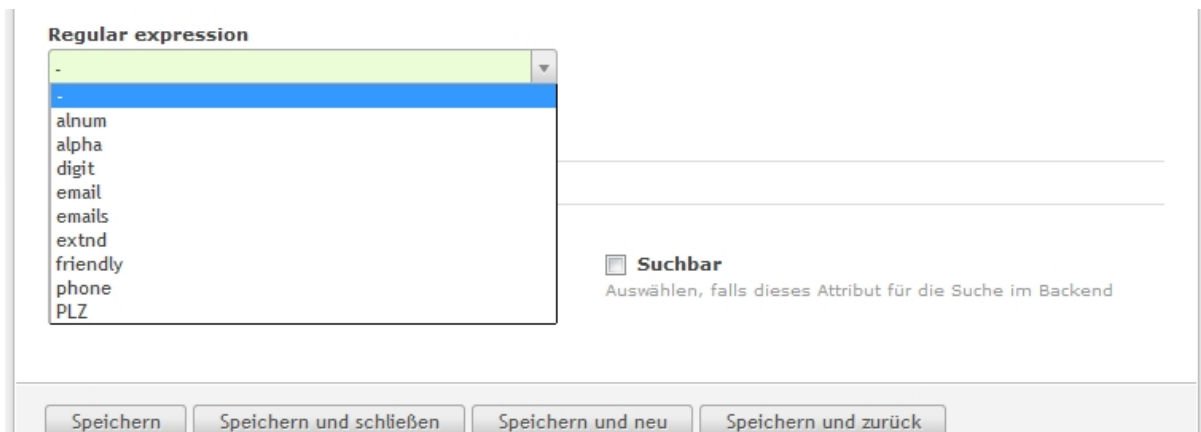 Regular expression
-
-
alnum
alpha
digit
email
emails
extnd
friendly
phone
PLZ
Suchbar
Auswählen, falls dieses Attribut für die Suche im Backend
Speichern Speichern und schließen Speichern und neu Speichern und zurück